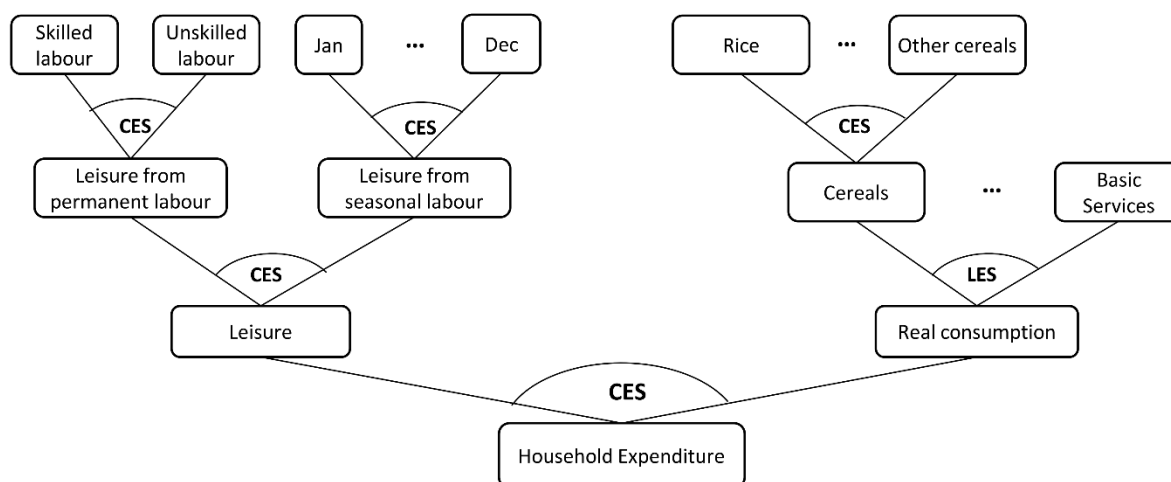 Skilled
labour
Unskilled
labour
Jan
...
Dec
Rice
...
Other cereals
CES
CES
CES
Leisure from
permanent labour
Leisure from
seasonal labour
Cereals
...
Basic
Services
CES
LES
Leisure
Real consumption
CES
Household Expenditure